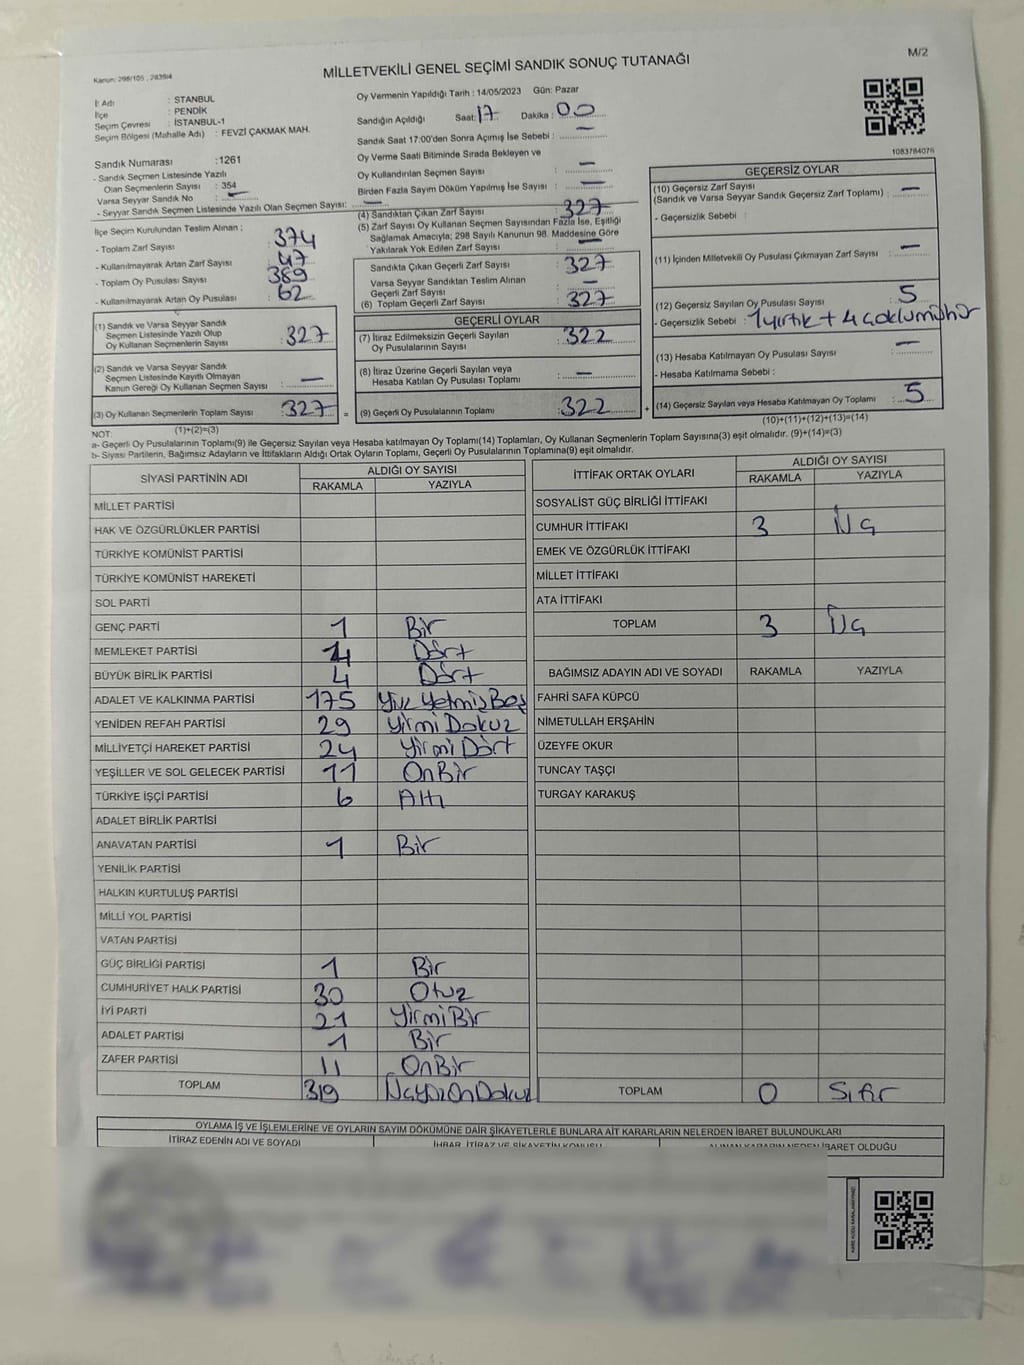 Kanun: 298/105 , 2839/4
M/2
MİLLETVEKİLİ GENEL SEÇİMİ SANDIK SONUÇ TUTANAĞI
İl Adı : STANBUL
İlçe : PENDİK
Seçim Çevresi : İSTANBUL-1
Seçim Bölgesi (Mahalle Adı) : FEVZİ ÇAKMAK MAH.
Sandık Numarası :1261
- Sandık Seçmen Listesinde Yazılı
Olan Seçmenlerin Sayısı : 354
Varsa Seyyar Sandık No : —
- Seyyar Sandık Seçmen Listesinde Yazılı Olan Seçmen Sayısı: —
İlçe Seçim Kurulundan Teslim Alınan ;
- Toplam Zarf Sayısı : 374
- Kullanılmayarak Artan Zarf Sayısı : 47
- Toplam Oy Pusulası Sayısı : 389
- Kullanılmayarak Artan Oy Pusulası : 62
(1) Sandık ve Varsa Seyyar Sandık
Seçmen Listesinde Yazılı Olup
Oy Kullanan Seçmenlerin Sayısı : 327
(2) Sandık ve Varsa Seyyar Sandık
Seçmen Listesinde Kayıtlı Olmayan
Kanun Gereği Oy Kullanan Seçmen Sayısı : —
(3) Oy Kullanan Seçmenlerin Toplam Sayısı : 327 =
(1)+(2)=(3)
Oy Vermenin Yapıldığı Tarih : 14/05/2023 Gün: Pazar
Sandığın Açıldığı Saat: 17 Dakika : 00
Sandık Saat 17:00'den Sonra Açımış İse Sebebi : —
Oy Verme Saati Bitiminde Sırada Bekleyen ve
Oy Kullandırılan Seçmen Sayısı : —
Birden Fazla Sayım Döküm Yapılmış İse Sayısı : —
(4) Sandıktan Çıkan Zarf Sayısı : 327
(5) Zarf Sayısı Oy Kullanan Seçmen Sayısından Fazla İse, Eşitliği
Sağlamak Amacıyla; 298 Sayılı Kanunun 98. Maddesine Göre
Yakılarak Yok Edilen Zarf Sayısı : —
Sandıkta Çıkan Geçerli Zarf Sayısı : 327
Varsa Seyyar Sandıktan Teslim Alınan
Geçerli Zarf Sayısı : —
(6) Toplam Geçerli Zarf Sayısı : 327
GEÇERLİ OYLAR
(7) İtiraz Edilmeksizin Geçerli Sayılan
Oy Pusulalarının Sayısı : 322
(8) İtiraz Üzerine Geçerli Sayılan veya
Hesaba Katılan Oy Pusulası Toplamı : —
(9) Geçerli Oy Pusulalarının Toplamı : 322 +
1083784076
GEÇERSİZ OYLAR
(10) Geçersiz Zarf Sayısı
(Sandık ve Varsa Seyyar Sandık Geçersiz Zarf Toplamı) : —
- Geçersizlik Sebebi :
(11) İçinden Milletvekili Oy Pusulası Çıkmayan Zarf Sayısı : —
(12) Geçersiz Sayılan Oy Pusulası Sayısı : 5
- Geçersizlik Sebebi : 1 yırtık + 4 çoklumühür
(13) Hesaba Katılmayan Oy Pusulası Sayısı : —
- Hesaba Katılmama Sebebi :
(14) Geçersiz Sayılan veya Hesaba Katılmayan Oy Toplamı : 5
(10)+(11)+(12)+(13)=(14)
NOT:
a- Geçerli Oy Pusulalarının Toplamı(9) ile Geçersiz Sayılan veya Hesaba katılmayan Oy Toplamı(14) Toplamları, Oy Kullanan Seçmenlerin Toplam Sayısına(3) eşit olmalıdır. (9)+(14)=(3)
b- Siyasi Partilerin, Bağımsız Adayların ve İttifakların Aldığı Ortak Oyların Toplamı, Geçerli Oy Pusulalarının Toplamına(9) eşit olmalıdır.
SİYASİ PARTİNİN ADI ALDIĞI OY SAYISI
RAKAMLA YAZIYLA
MİLLET PARTİSİ
HAK VE ÖZGÜRLÜKLER PARTİSİ
TÜRKİYE KOMÜNİST PARTİSİ
TÜRKİYE KOMÜNİST HAREKETİ
SOL PARTİ
GENÇ PARTİ 1 Bir
MEMLEKET PARTİSİ 4 Dört
BÜYÜK BİRLİK PARTİSİ 4 Dört
ADALET VE KALKINMA PARTİSİ 175 Yüz Yetmiş Beş
YENİDEN REFAH PARTİSİ 29 Yirmi Dokuz
MİLLİYETÇİ HAREKET PARTİSİ 24 Yirmi Dört
YEŞİLLER VE SOL GELECEK PARTİSİ 11 OnBir
TÜRKİYE İŞÇİ PARTİSİ 6 Altı
ADALET BİRLİK PARTİSİ
ANAVATAN PARTİSİ 1 Bir
YENİLİK PARTİSİ
HALKIN KURTULUŞ PARTİSİ
MİLLİ YOL PARTİSİ
VATAN PARTİSİ
GÜÇ BİRLİĞİ PARTİSİ 1 Bir
CUMHURİYET HALK PARTİSİ 30 Otuz
İYİ PARTİ 21 Yirmi Bir
ADALET PARTİSİ 1 Bir
ZAFER PARTİSİ 11 OnBir
TOPLAM 319 ÜçyüzOnDokuz
İTTİFAK ORTAK OYLARI ALDIĞI OY SAYISI
RAKAMLA YAZIYLA
SOSYALİST GÜÇ BİRLİĞİ İTTİFAKI
CUMHUR İTTİFAKI 3 Üç
EMEK VE ÖZGÜRLÜK İTTİFAKI
MİLLET İTTİFAKI
ATA İTTİFAKI
TOPLAM 3 Üç
BAĞIMSIZ ADAYIN ADI VE SOYADI RAKAMLA YAZIYLA
FAHRİ SAFA KÜPCÜ
NİMETULLAH ERŞAHİN
ÜZEYFE OKUR
TUNCAY TAŞÇI
TURGAY KARAKUŞ
TOPLAM 0 Sıfır
OYLAMA İŞ VE İŞLEMLERİNE VE OYLARIN SAYIM DÖKÜMÜNE DAİR ŞİKAYETLERLE BUNLARA AİT KARARLARIN NELERDEN İBARET BULUNDUKLARI
İTİRAZ EDENİN ADI VE SOYADI İHBAR, İTİRAZ VE ŞİKAYETİN KONUSU ALINAN KARARIN NEDEN İBARET OLDUĞU